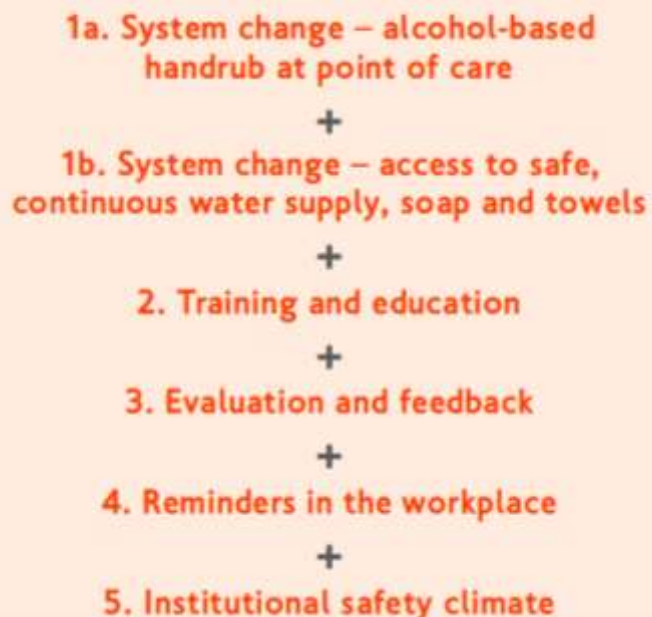 1a. System change – alcohol-based
handrub at point of care
+
1b. System change – access to safe,
continuous water supply, soap and towels
+
2. Training and education
+
3. Evaluation and feedback
+
4. Reminders in the workplace
+
5. Institutional safety climate